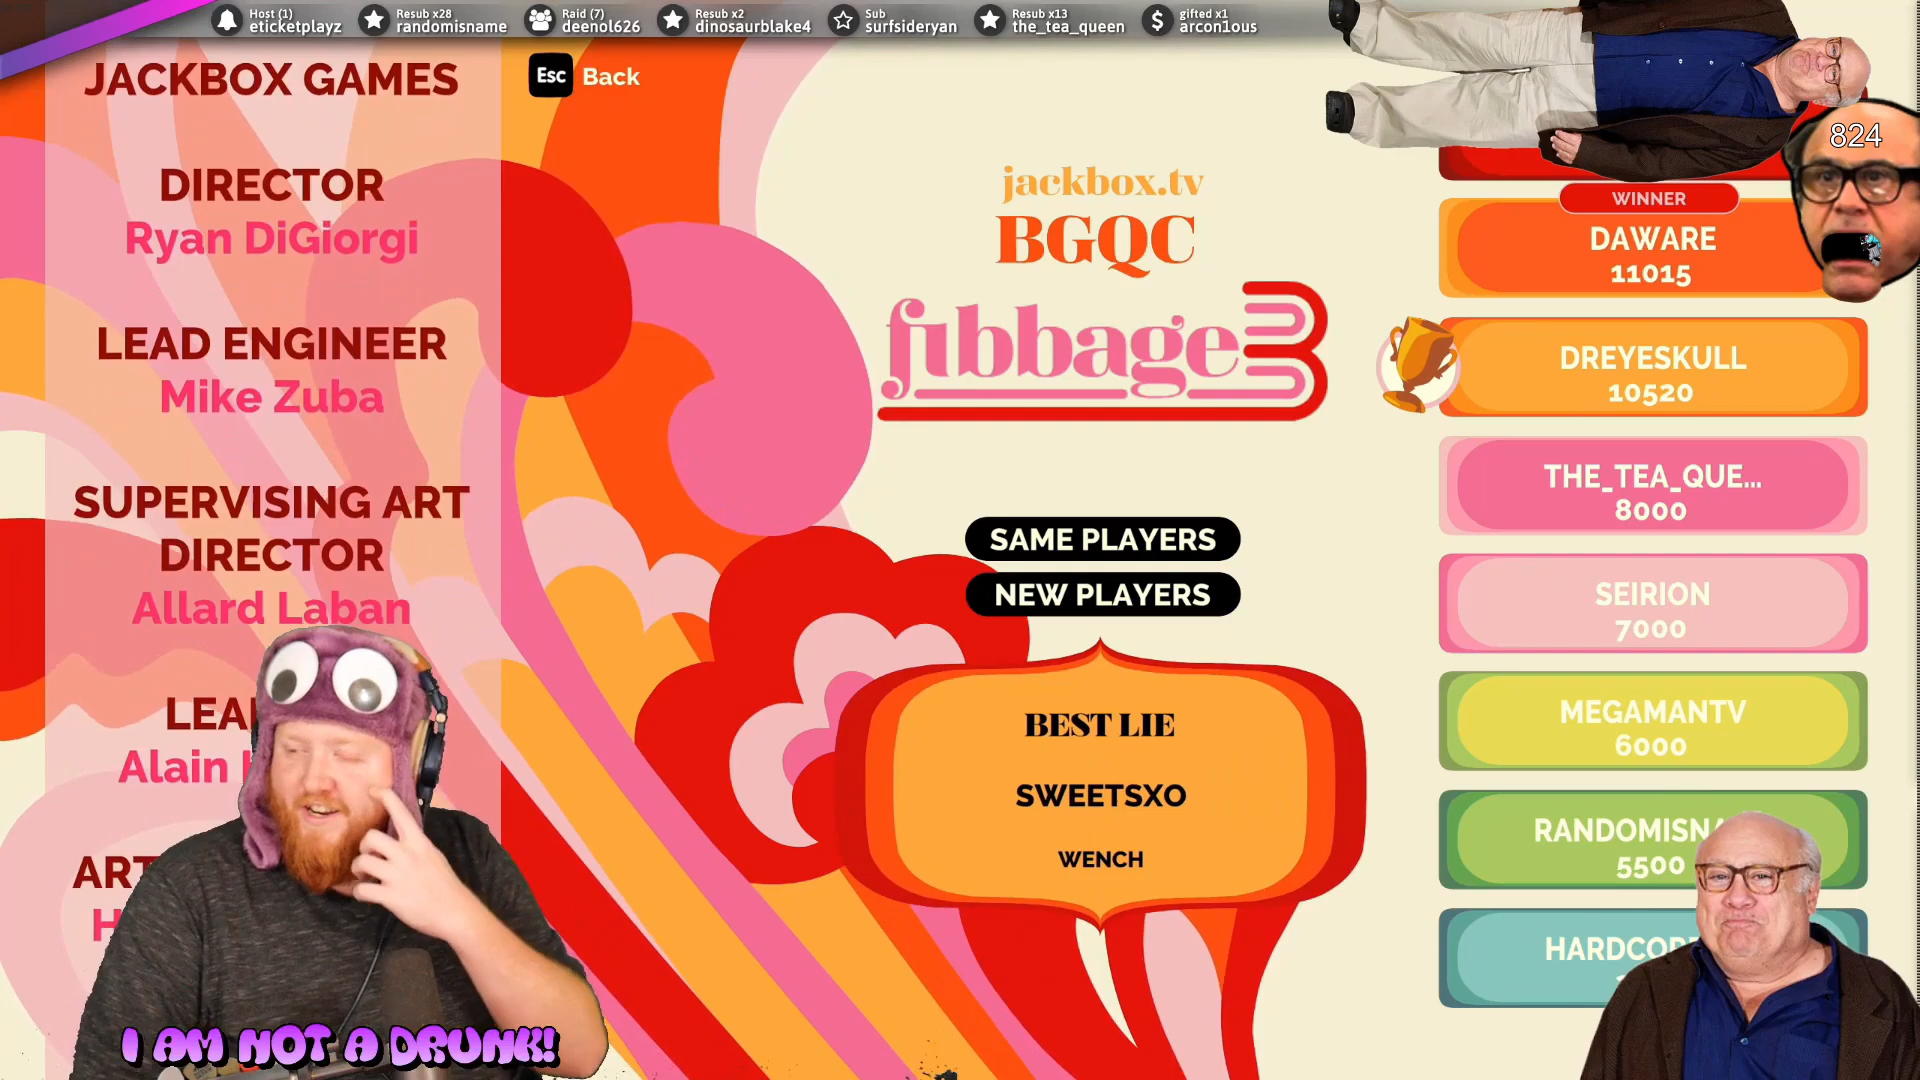 Host (1)
eticketplayz
Resub x28
randomisname
Raid (7)
deenol626
Resub x2
dinosaurblake4
Sub
surfsideryan
Resub x13
the_tea_queen
gifted x1
arcon1ous
JACKBOX GAMES
DIRECTOR
Ryan DiGiorgi
LEAD ENGINEER
Mike Zuba
SUPERVISING ART
DIRECTOR
Allard Laban
Alain
Esc Back
jackbox.tv
BGQC
fibbage 3
SAME PLAYERS
NEW PLAYERS
BEST LIE
SWEETSXO
WENCH
824
WINNER
DAWARE
11015
DREYESKULL
10520
THE_TEA_QUE...
8000
SEIRION
7000
MEGAMANTV
6000
5500
I AM NOT A DRUNK!